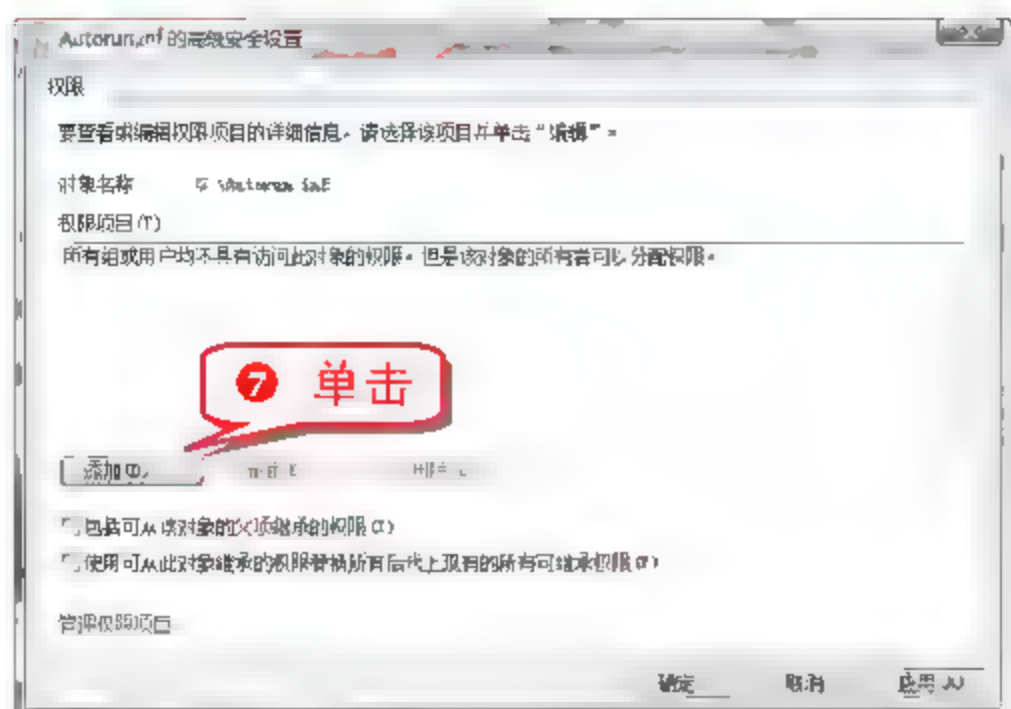 Autorun.inf 的高级安全设置
权限
要查看或编辑权限项目的详细信息，请选择该项目并单击“编辑”。
对象名称 \Autorun.inf
权限项目(T)
所有组或用户均不具有访问此对象的权限。但是该对象的所有者可以分配权限。
7 单击
添加(D)
包括可从该对象的父项继承的权限(I)
使用可从此对象继承的权限替换所有后代上现有的所有可继承权限
管理权限项目
确定 取消 应用